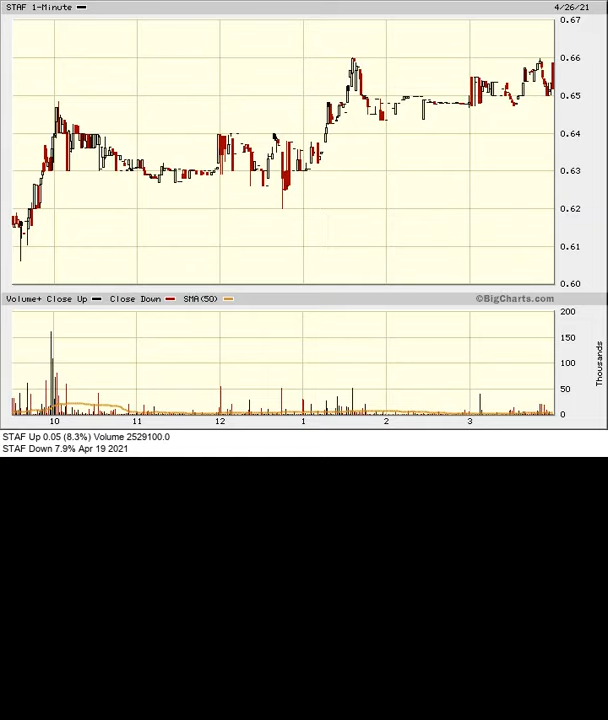 STAF 1-Minute 4/26/21
0.67
0.66
0.65
0.64
0.63
0.62
0.61
0.60
Volume+ Close Up Close Down SMA(50) ©BigCharts.com
200
150
100
50
0
Thousands
10 11 12 1 2 3
STAF Up 0.05 (8.3%) Volume 2529100.0
STAF Down 7.9% Apr 19 2021